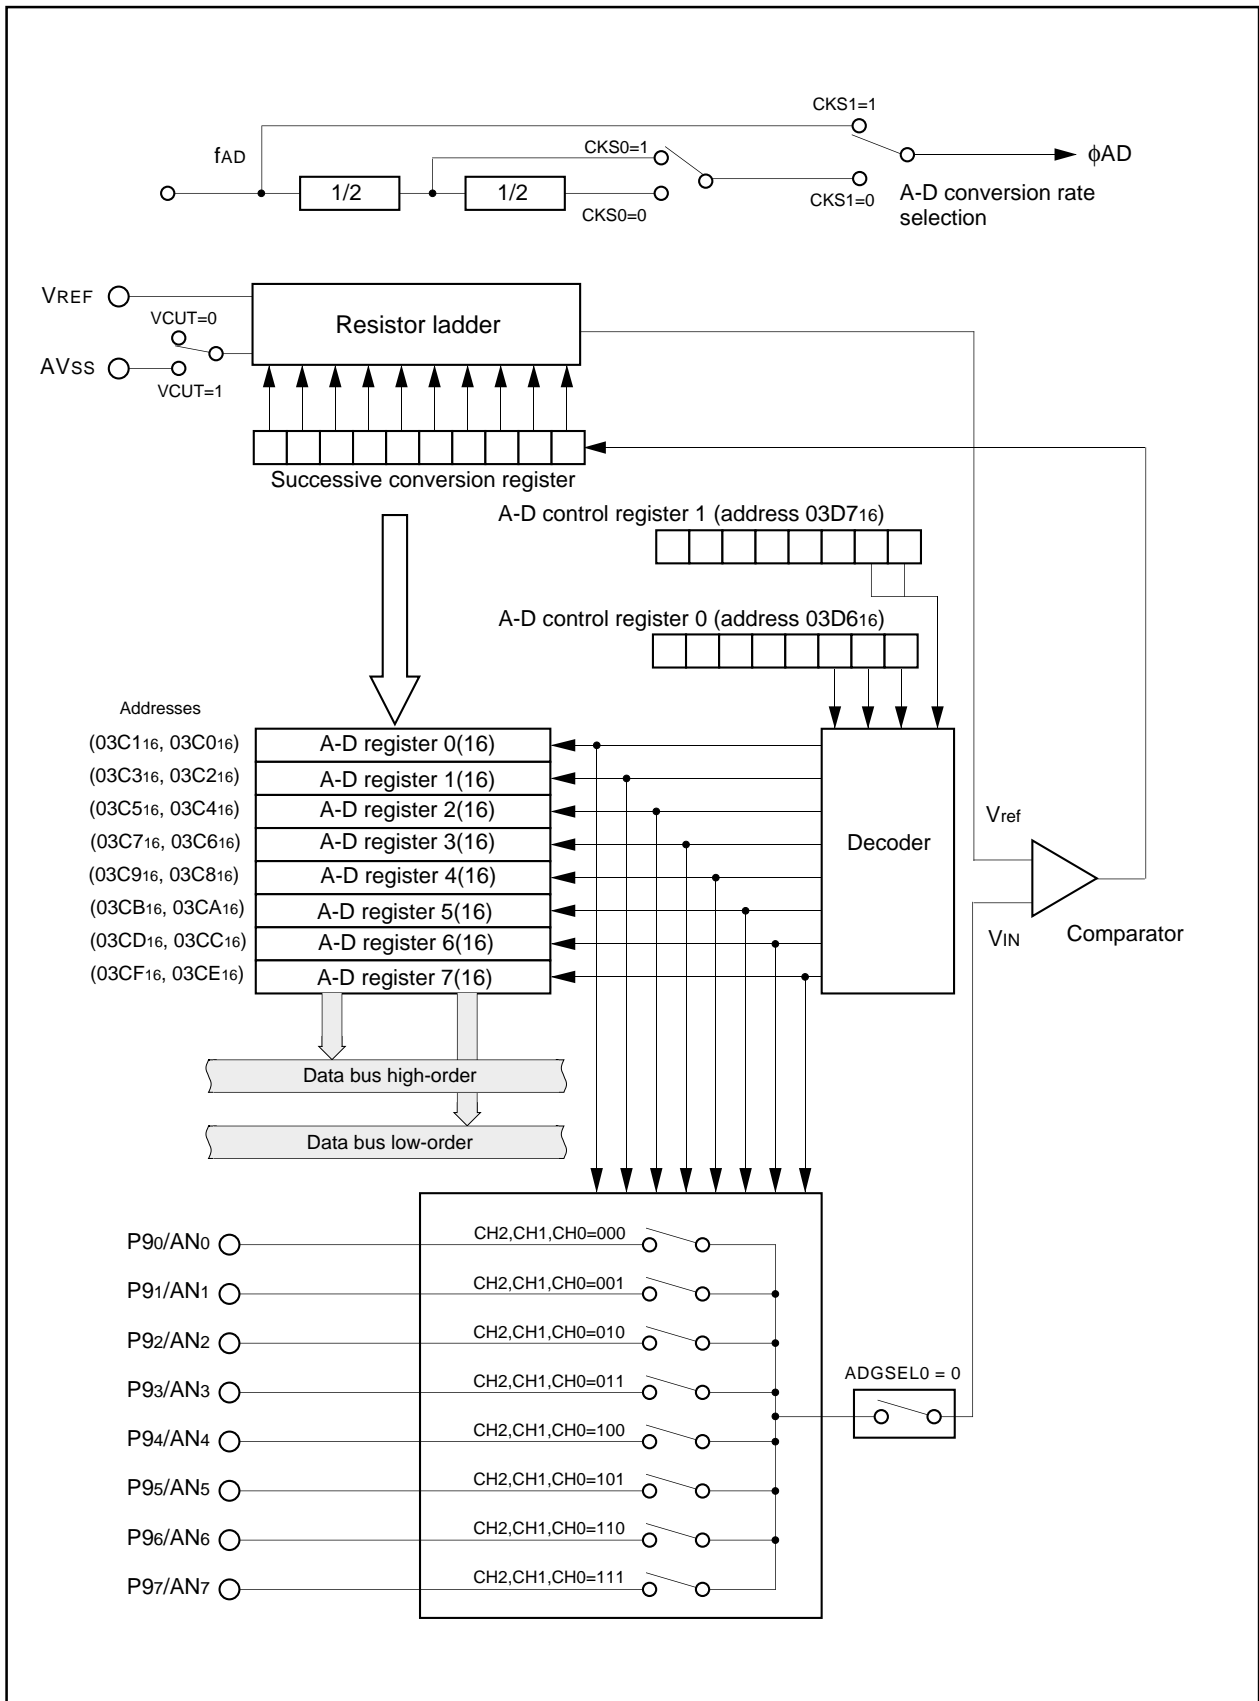 CKS1=1
fAD
CKS0=1
ϕAD
1/2
1/2
CKS0=0
CKS1=0
A-D conversion rate
selection
VREF
VCUT=0
Resistor ladder
AVSS
VCUT=1
Successive conversion register
A-D control register 1 (address 03D716)
A-D control register 0 (address 03D616)
Addresses
(03C116, 03C016)
A-D register 0(16)
(03C316, 03C216)
A-D register 1(16)
(03C516, 03C416)
A-D register 2(16)
(03C716, 03C616)
A-D register 3(16)
(03C916, 03C816)
A-D register 4(16)
(03CB16, 03CA16)
A-D register 5(16)
(03CD16, 03CC16)
A-D register 6(16)
(03CF16, 03CE16)
A-D register 7(16)
Decoder
Vref
VIN
Comparator
Data bus high-order
Data bus low-order
P90/AN0
CH2,CH1,CH0=000
P91/AN1
CH2,CH1,CH0=001
P92/AN2
CH2,CH1,CH0=010
P93/AN3
CH2,CH1,CH0=011
ADGSEL0 = 0
P94/AN4
CH2,CH1,CH0=100
P95/AN5
CH2,CH1,CH0=101
P96/AN6
CH2,CH1,CH0=110
P97/AN7
CH2,CH1,CH0=111